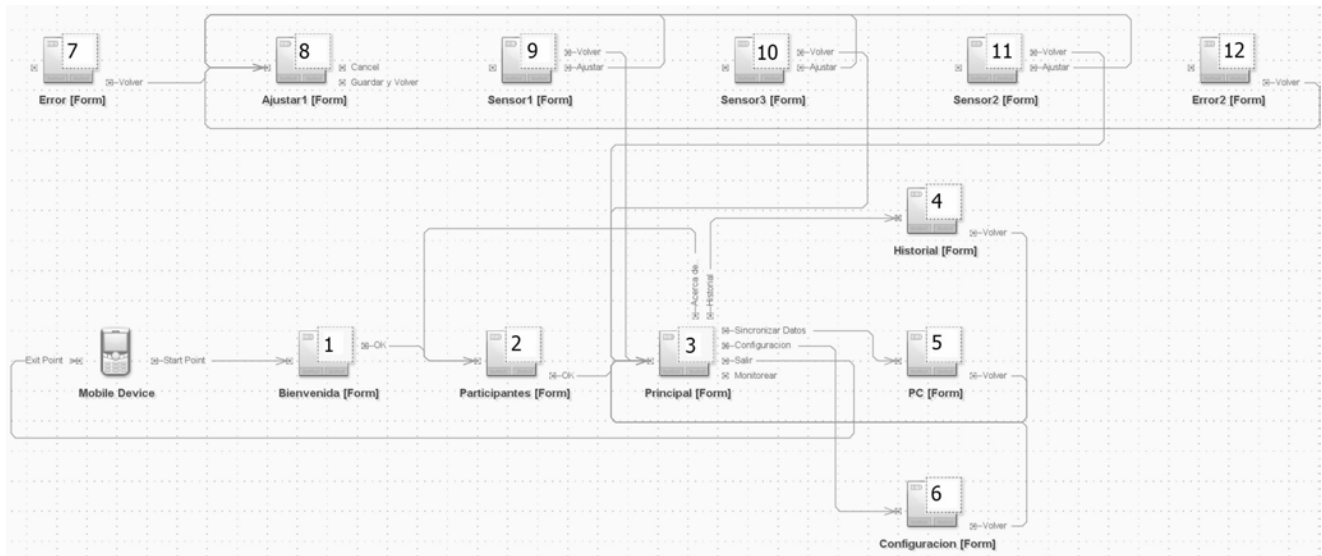 7
8
9
10
11
12
Volver
Cancel
Guardar y Volver
Volver
Ajustar
Volver
Ajustar
Volver
Ajustar
Volver
Error [Form]
Ajustar1 [Form]
Sensor1 [Form]
Sensor3 [Form]
Sensor2 [Form]
Error2 [Form]
4
Volver
Historial [Form]
Acerca de
Historial
Exit Point
Start Point
Mobile Device
1
OK
Bienvenida [Form]
2
OK
Participantes [Form]
3
Sincronizar Datos
Configuracion
Salir
Monitorear
Principal [Form]
5
Volver
PC [Form]
6
Volver
Configuracion [Form]